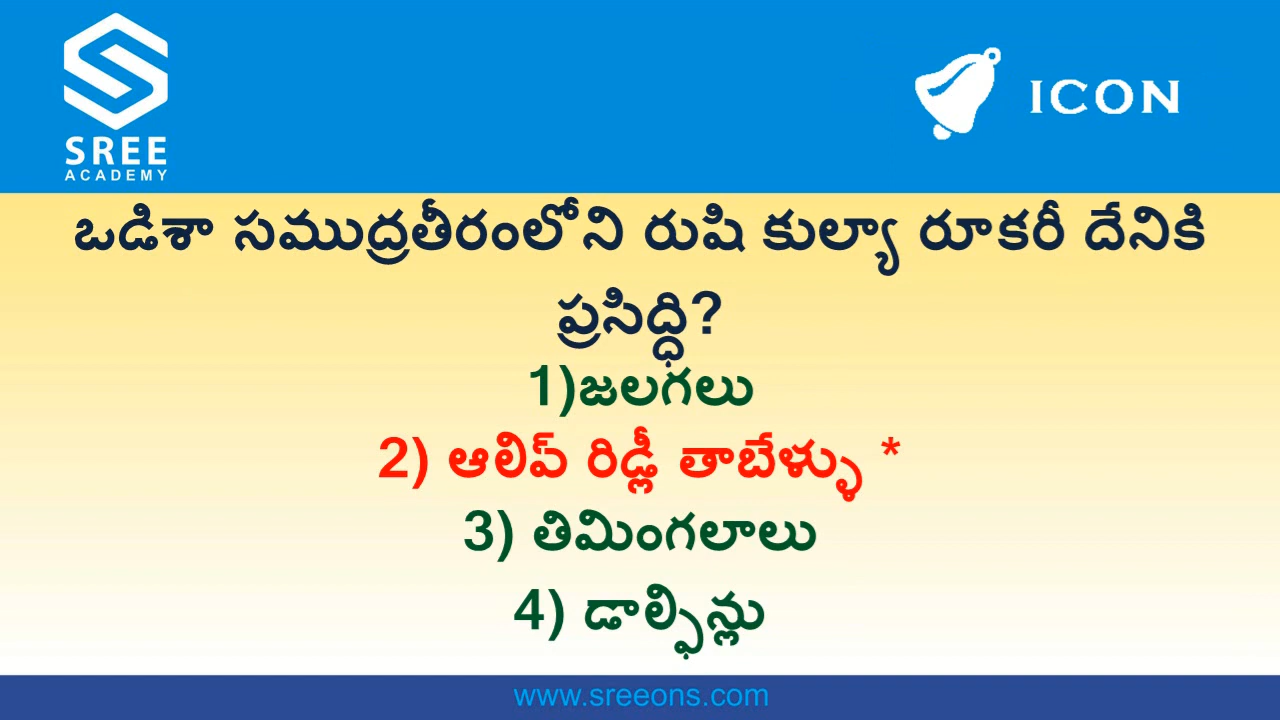 SREE
ACADEMY
ICON
ఒడిశా సముద్రతీరంలోని రుషి కుల్యా రూకరీ దేనికి
ప్రసిద్ధి?
1)జలగలు
2) ఆలివ్ రిడ్లీ తాబేళ్ళు *
3) తిమింగలాలు
4) డాల్ఫిన్లు
www.sreeons.com